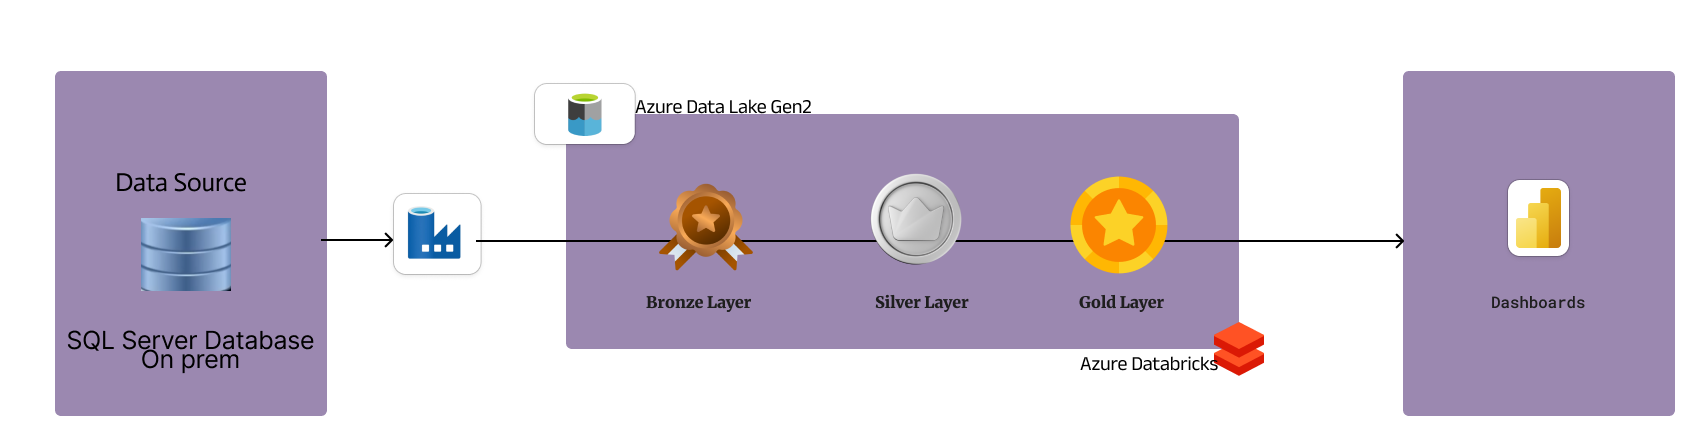 Data Source
SQL Server Database
On prem
Azure Data Lake Gen2
Bronze Layer
Silver Layer
Gold Layer
Azure Databricks
Dashboards